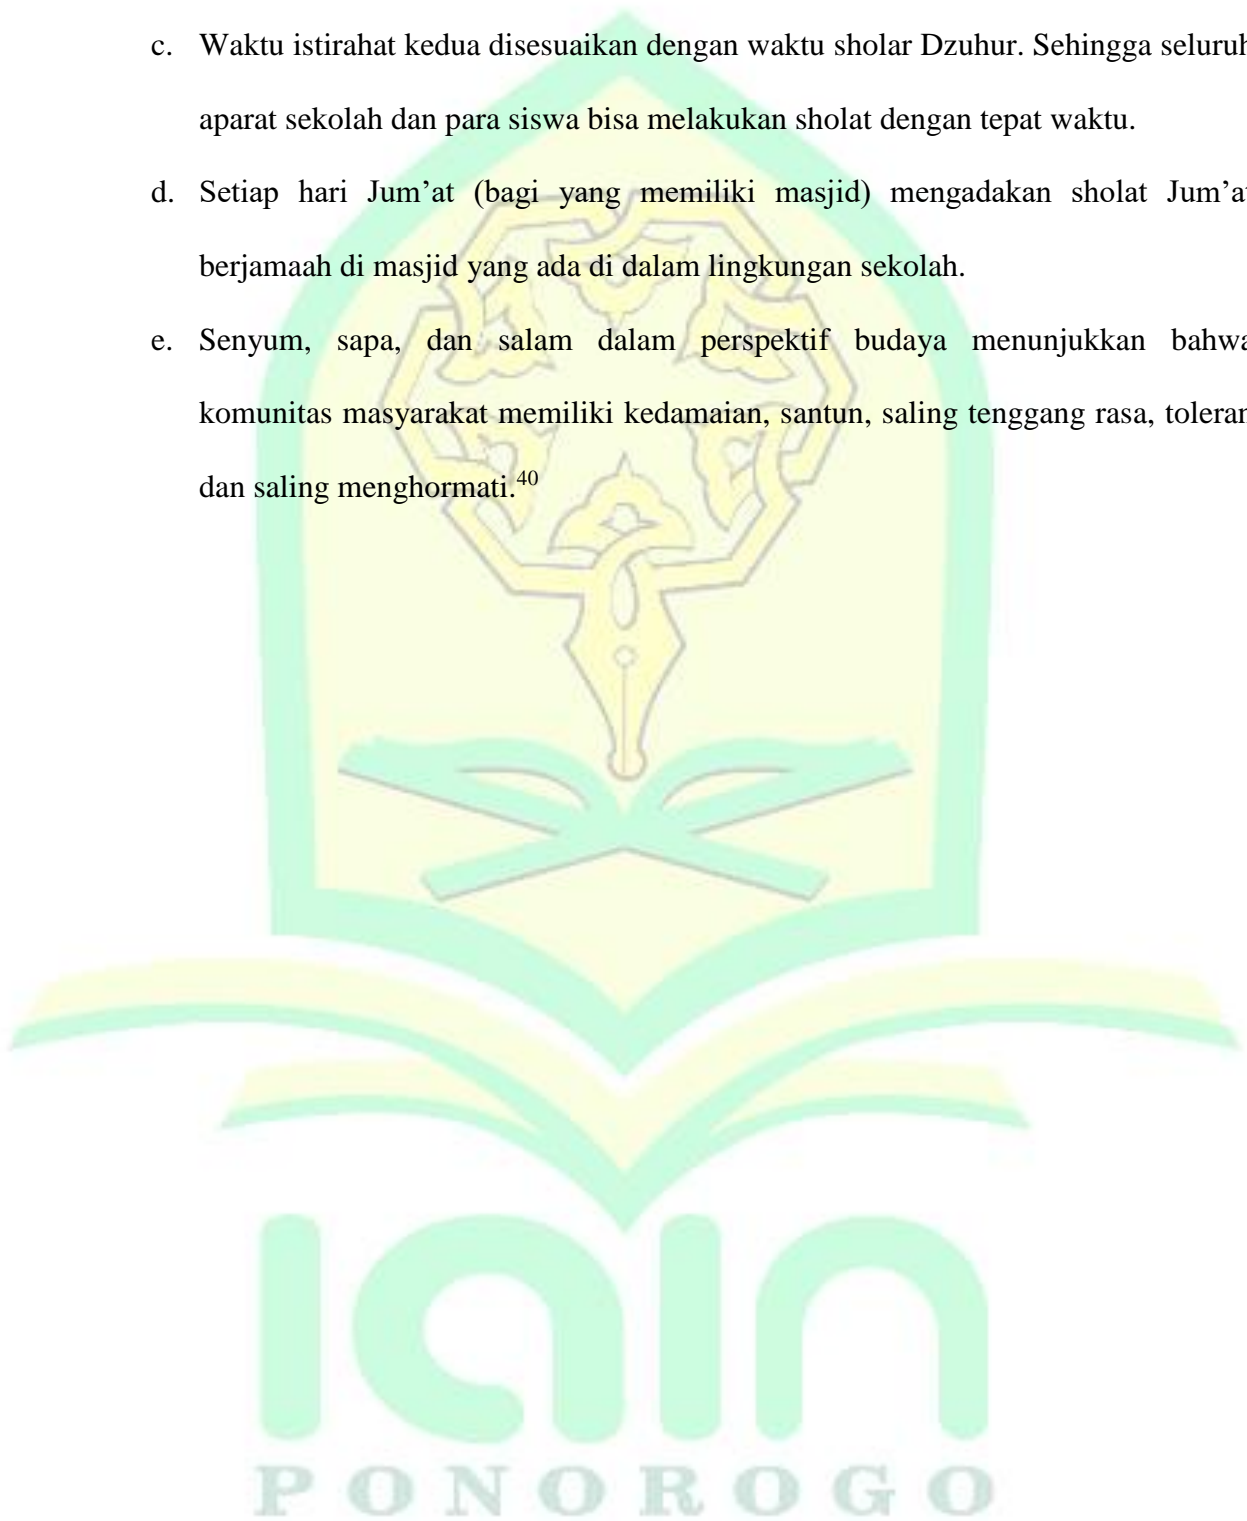 c. Waktu istirahat kedua disesuaikan dengan waktu sholar Dzuhur. Sehingga seluruh
aparat sekolah dan para siswa bisa melakukan sholat dengan tepat waktu.
d. Setiap hari Jum’at (bagi yang memiliki masjid) mengadakan sholat Jum’at
berjamaah di masjid yang ada di dalam lingkungan sekolah.
e. Senyum, sapa, dan salam dalam perspektif budaya menunjukkan bahwa
komunitas masyarakat memiliki kedamaian, santun, saling tenggang rasa, toleran
dan saling menghormati.40
iain
PONOROGO